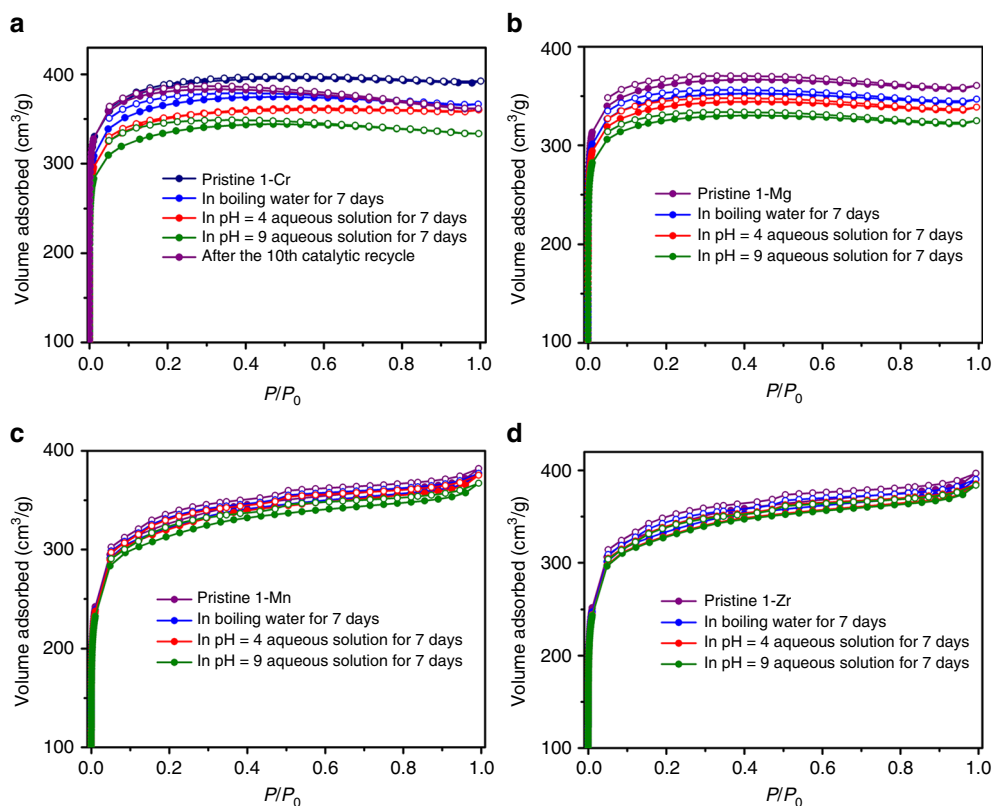 a
Volume adsorbed (cm³/g)
400
300
200
100
Pristine 1-Cr
In boiling water for 7 days
In pH = 4 aqueous solution for 7 days
In pH = 9 aqueous solution for 7 days
After the 10th catalytic recycle
0.0 0.2 0.4 0.6 0.8 1.0
P/P₀
b
Volume adsorbed (cm³/g)
400
300
200
100
Pristine 1-Mg
In boiling water for 7 days
In pH = 4 aqueous solution for 7 days
In pH = 9 aqueous solution for 7 days
0.0 0.2 0.4 0.6 0.8 1.0
P/P₀
c
Volume adsorbed (cm³/g)
400
300
200
100
Pristine 1-Mn
In boiling water for 7 days
In pH = 4 aqueous solution for 7 days
In pH = 9 aqueous solution for 7 days
0.0 0.2 0.4 0.6 0.8 1.0
P/P₀
d
Volume adsorbed (cm³/g)
400
300
200
100
Pristine 1-Zr
In boiling water for 7 days
In pH = 4 aqueous solution for 7 days
In pH = 9 aqueous solution for 7 days
0.0 0.2 0.4 0.6 0.8 1.0
P/P₀